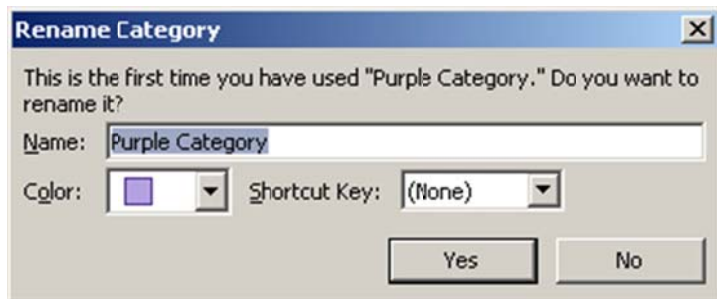 Rename Category
This is the first time you have used "Purple Category." Do you want to
rename it?
Name: Purple Category
Color: Shortcut Key: (None)
Yes No